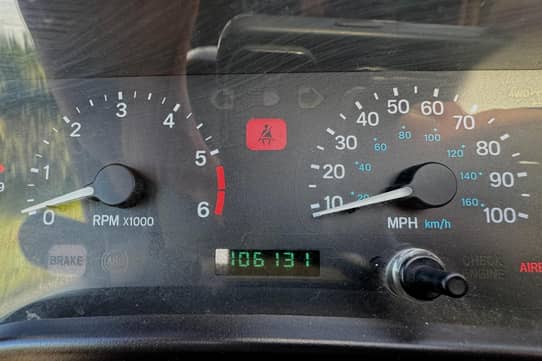 0 1 2 3 4 5 6
RPM X1000
10 20 30 40 50 60 70 80 90 100
20 40 60 80 100 120 140 160
MPH km/h
BRAKE
106131
CHECK
ENGINE